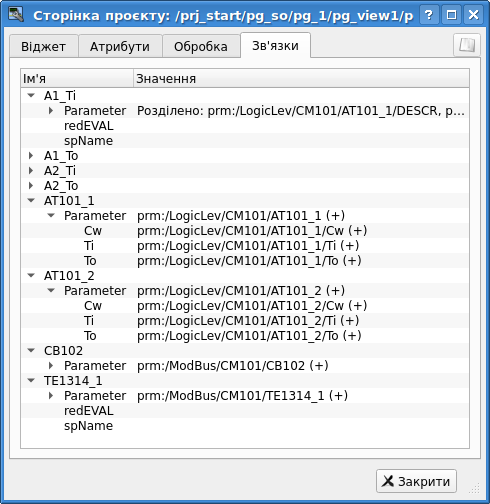 Сторінка проєкту: /prj_start/pg_so/pg_1/pg_view1/p
Віджет Атрибути Обробка Зв'язки
Ім'я Значення
A1_Ti
Parameter Розділено: prm:/LogicLev/CM101/AT101_1/DESCR, p...
redEVAL
spName
A1_To
A2_Ti
A2_To
AT101_1
Parameter prm:/LogicLev/CM101/AT101_1 (+)
Cw prm:/LogicLev/CM101/AT101_1/Cw (+)
Ti prm:/LogicLev/CM101/AT101_1/Ti (+)
To prm:/LogicLev/CM101/AT101_1/To (+)
AT101_2
Parameter prm:/LogicLev/CM101/AT101_2 (+)
Cw prm:/LogicLev/CM101/AT101_2/Cw (+)
Ti prm:/LogicLev/CM101/AT101_2/Ti (+)
To prm:/LogicLev/CM101/AT101_2/To (+)
CB102
Parameter prm:/ModBus/CM101/CB102 (+)
TE1314_1
Parameter prm:/ModBus/CM101/TE1314_1 (+)
redEVAL
spName
Закрити